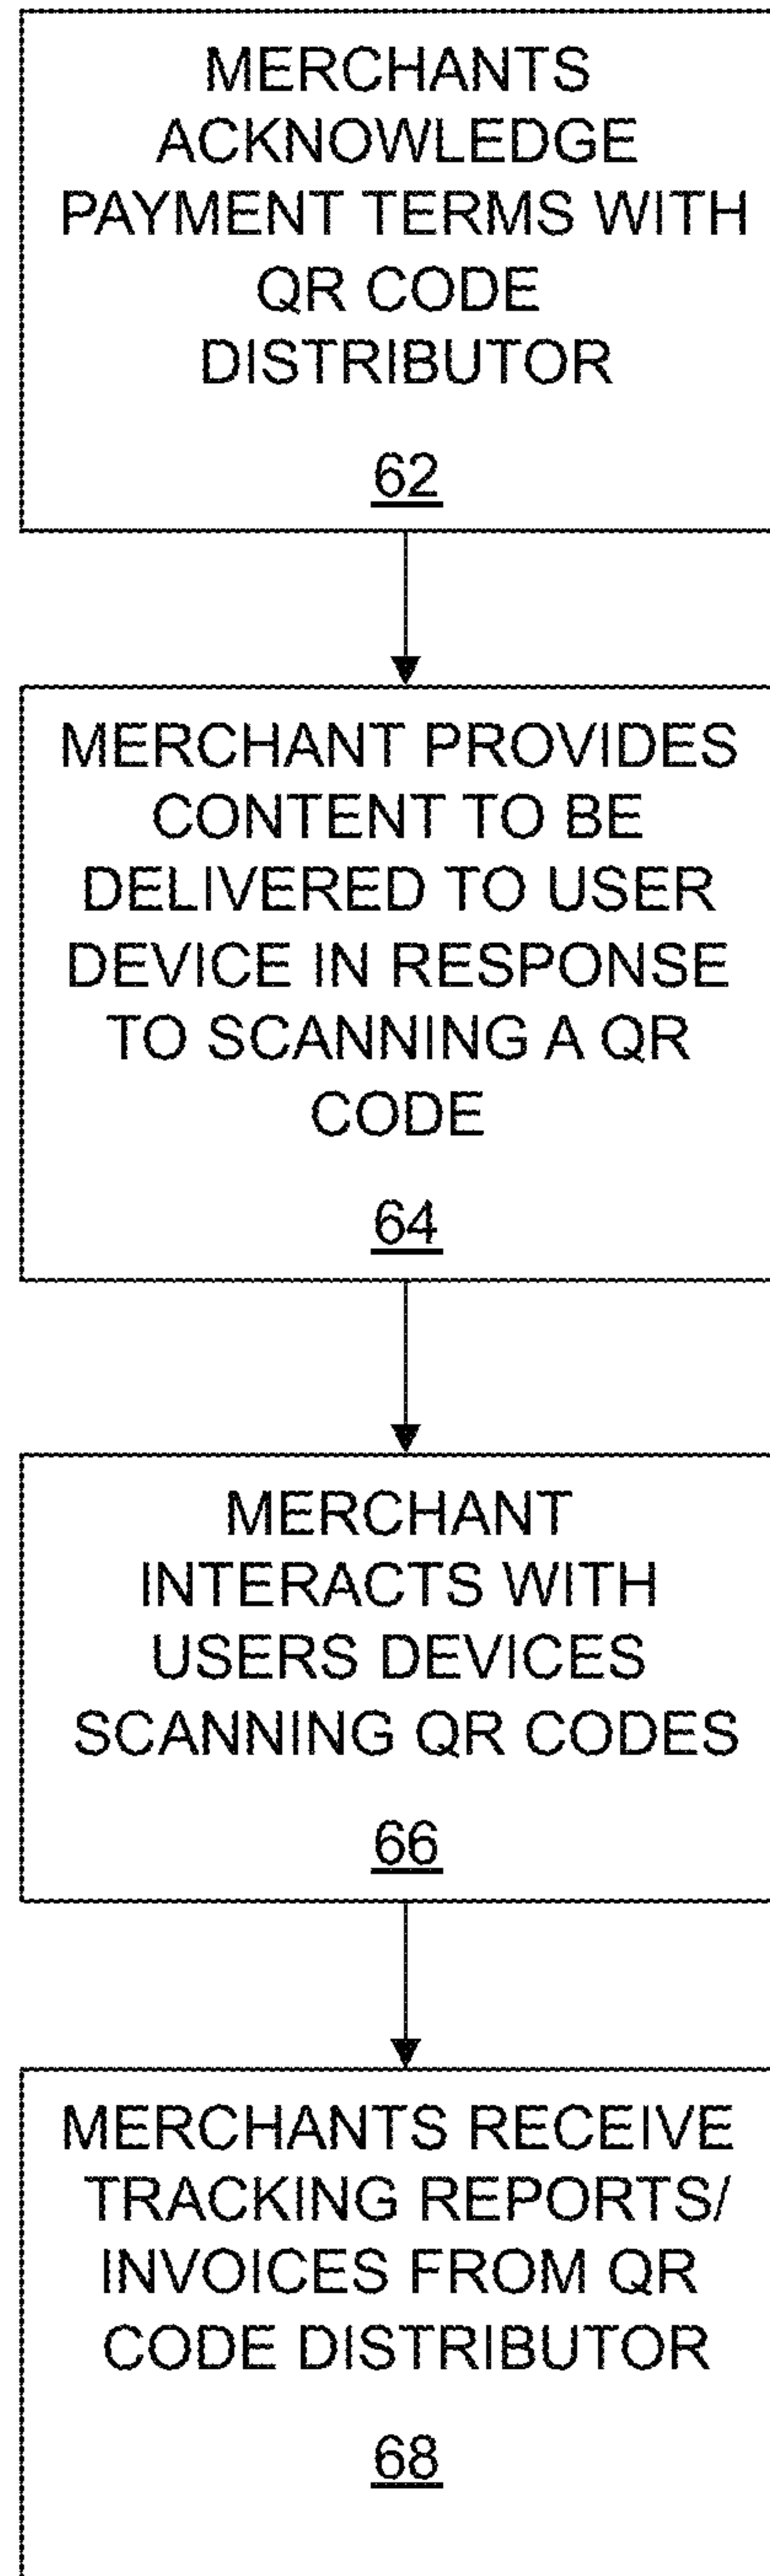 MERCHANTS
ACKNOWLEDGE
PAYMENT TERMS WITH
QR CODE
DISTRIBUTOR
62
MERCHANT PROVIDES
CONTENT TO BE
DELIVERED TO USER
DEVICE IN RESPONSE
TO SCANNING A QR
CODE
64
MERCHANT
INTERACTS WITH
USERS DEVICES
SCANNING QR CODES
66
MERCHANTS RECEIVE
TRACKING REPORTS/
INVOICES FROM QR
CODE DISTRIBUTOR
68